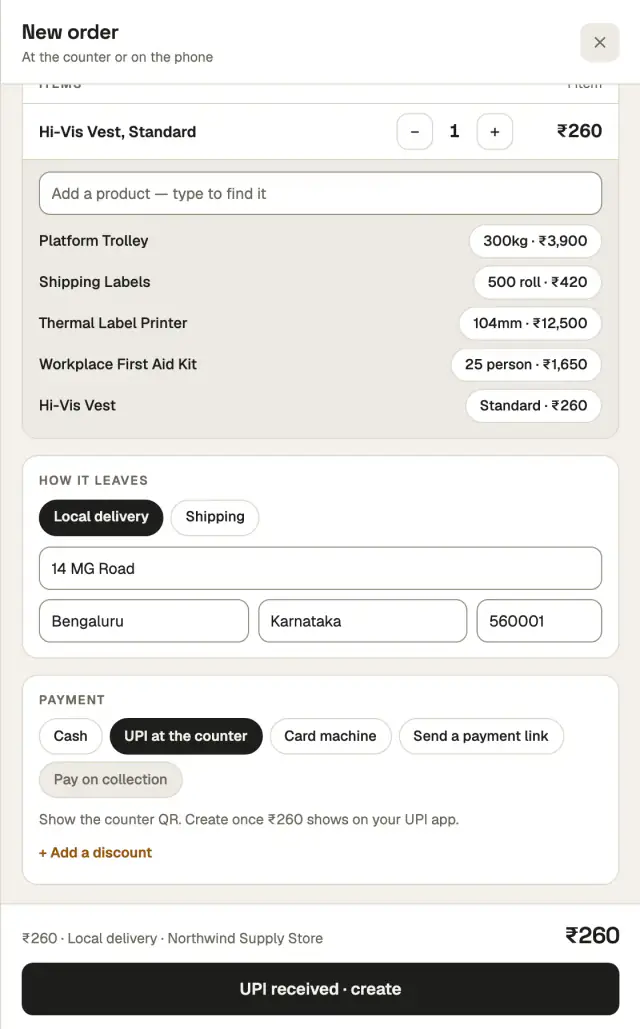 New order
At the counter or on the phone
ITEMS 1 item
Hi-Vis Vest, Standard − 1 + ₹260
Add a product — type to find it
Platform Trolley 300kg · ₹3,900
Shipping Labels 500 roll · ₹420
Thermal Label Printer 104mm · ₹12,500
Workplace First Aid Kit 25 person · ₹1,650
Hi-Vis Vest Standard · ₹260
HOW IT LEAVES
Local delivery Shipping
14 MG Road
Bengaluru Karnataka 560001
PAYMENT
Cash UPI at the counter Card machine Send a payment link
Pay on collection
Show the counter QR. Create once ₹260 shows on your UPI app.
+ Add a discount
₹260 · Local delivery · Northwind Supply Store ₹260
UPI received · create